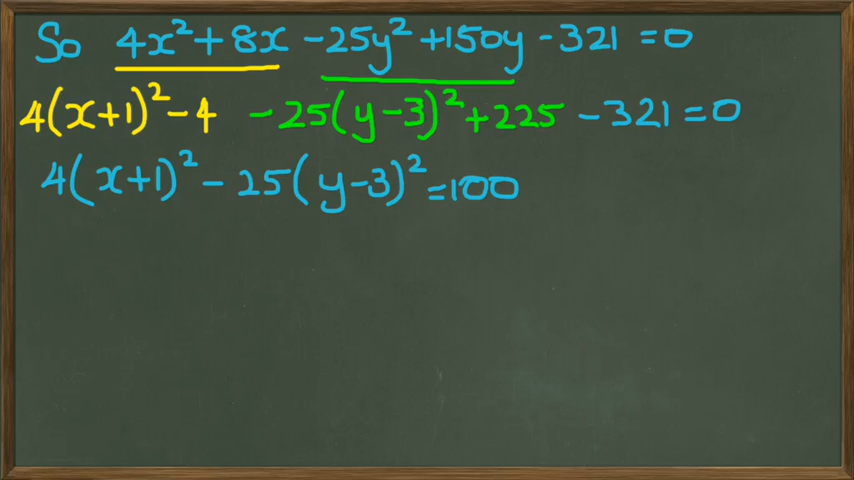 So 4x² + 8x - 25y² + 150y - 321 = 0
4(x+1)² - 4 - 25(y-3)² + 225 - 321 = 0
4(x+1)² - 25(y-3)² = 100